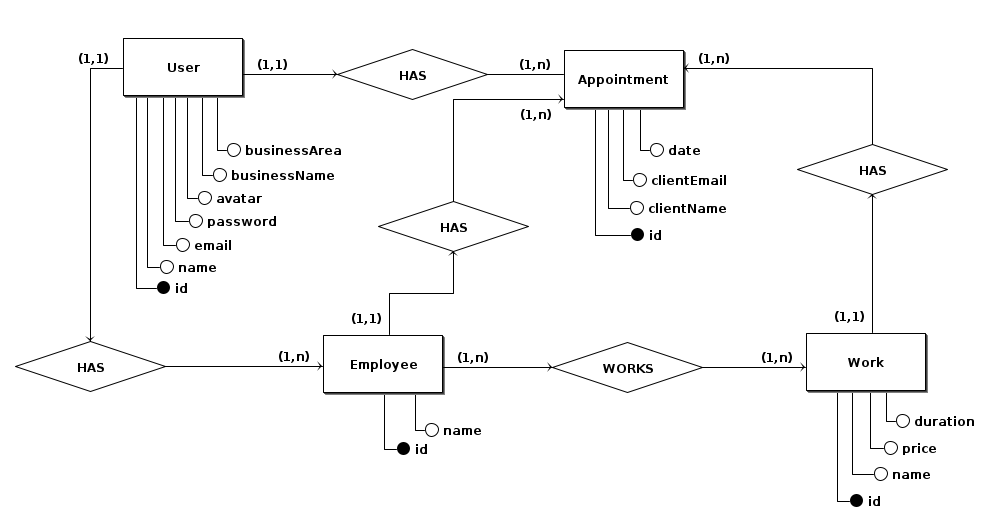 (1,1)
User
(1,1)
HAS
(1,n)
Appointment
(1,n)
(1,n)
businessArea
businessName
avatar
password
email
name
id
date
clientEmail
clientName
id
HAS
HAS
(1,1)
(1,1)
HAS
(1,n)
Employee
(1,n)
WORKS
(1,n)
Work
name
id
duration
price
name
id